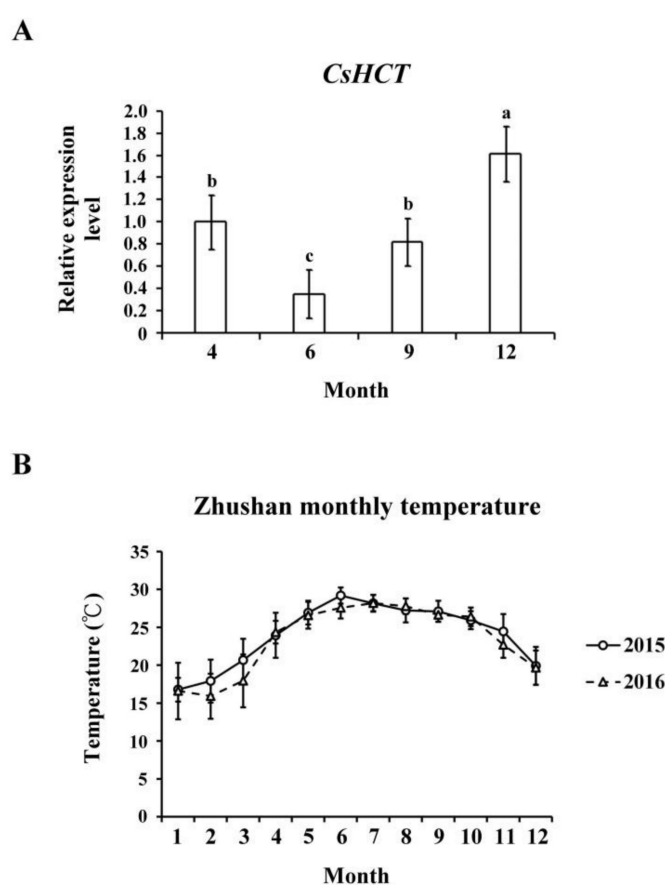 A
CsHCT
Relative expression
level
2.0
1.8
1.6
1.4
1.2
1.0
0.8
0.6
0.4
0.2
0
b
c
b
a
4 6 9 12
Month
B
Zhushan monthly temperature
Temperature (℃)
35
30
25
20
15
10
5
0
1 2 3 4 5 6 7 8 9 10 11 12
Month
2015
2016